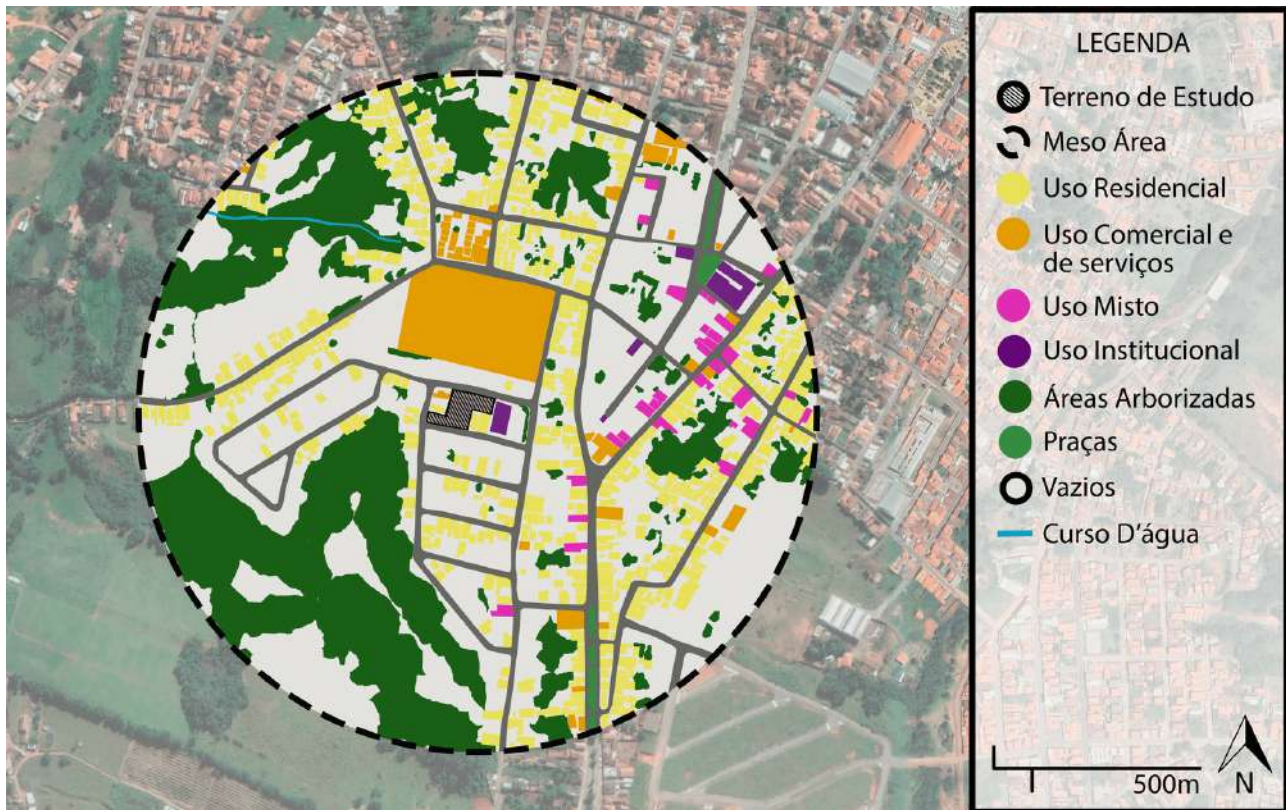 LEGENDA
Terreno de Estudo
Meso Área
Uso Residencial
Uso Comercial e
de serviços
Uso Misto
Uso Institucional
Áreas Arborizadas
Praças
Vazios
Curso D'água
500m
N